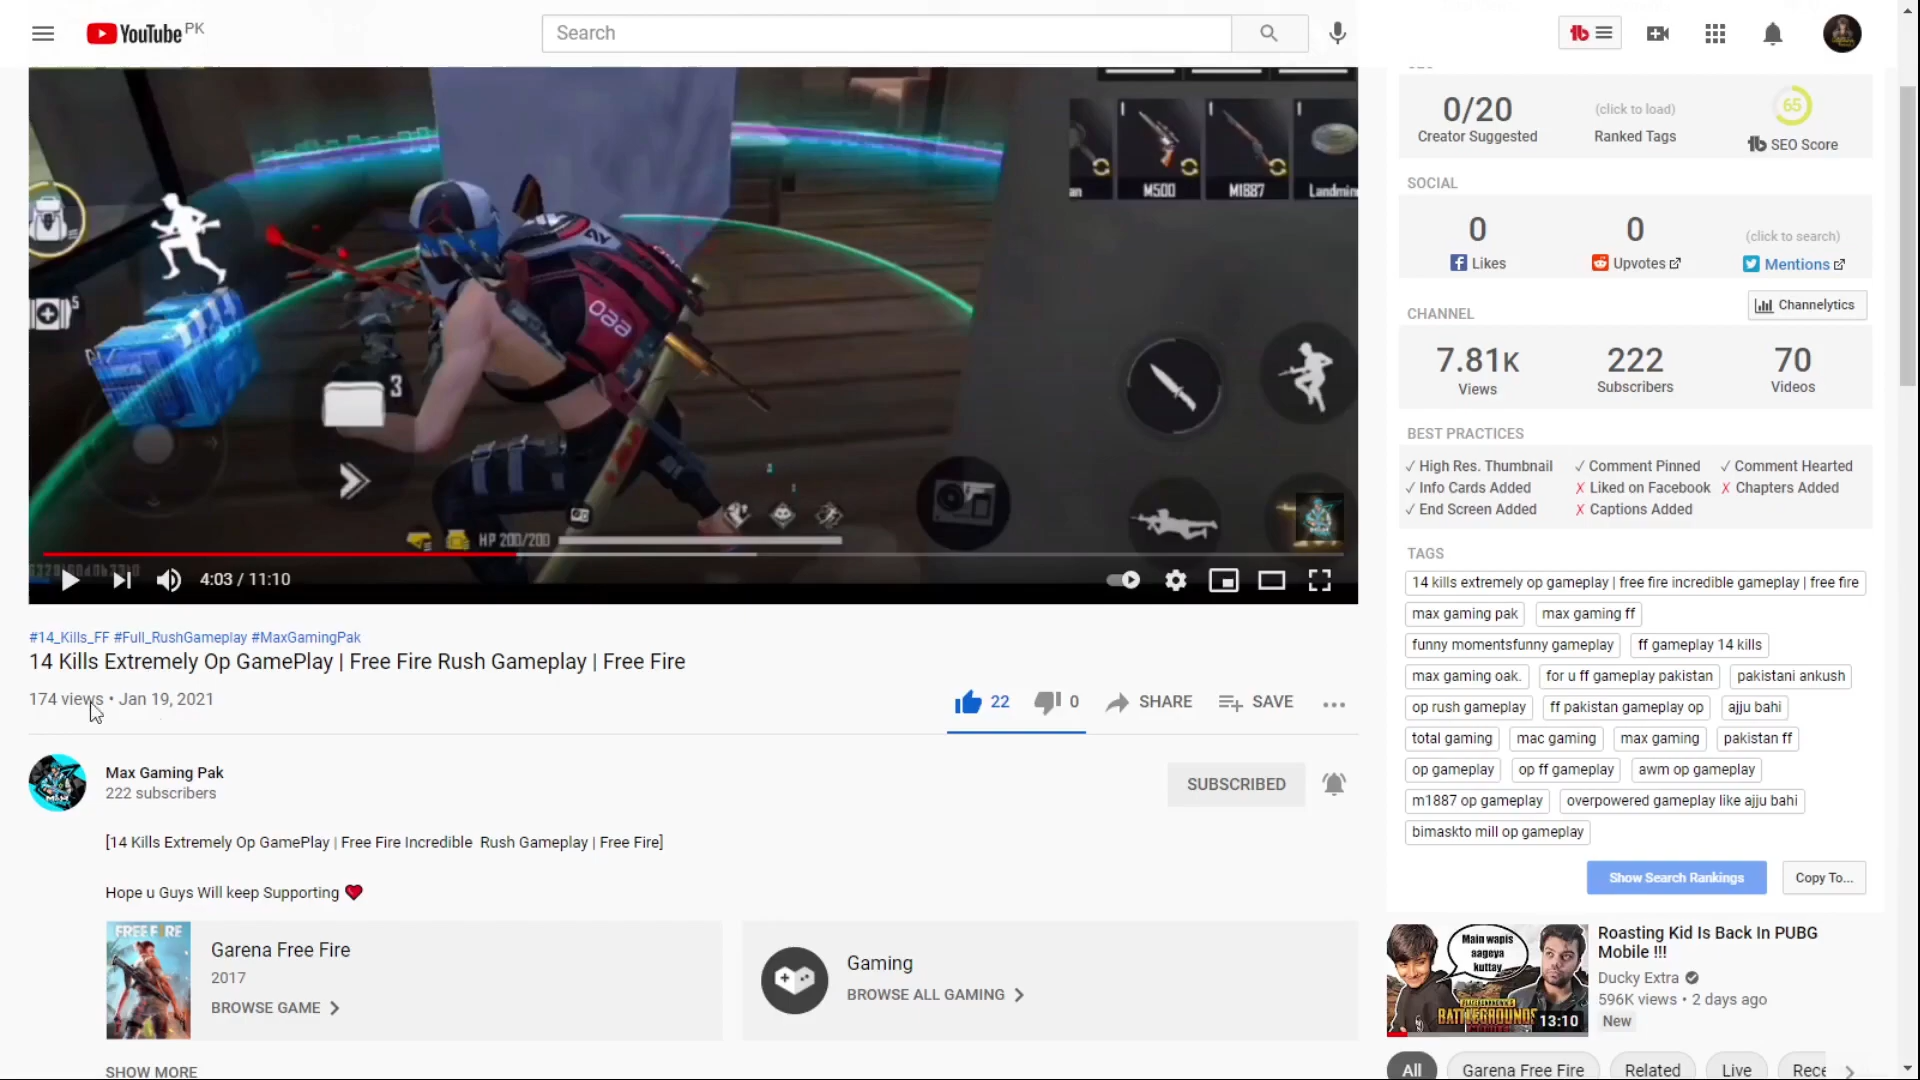 YouTube PK
Search
M500
M1887
5
3
OBB
HP 200/200
4:03 / 11:10
#14_Kills_FF #Full_RushGameplay #MaxGamingPak
14 Kills Extremely Op GamePlay | Free Fire Rush Gameplay | Free Fire
174 views • Jan 19, 2021
22
0
SHARE
SAVE
Max Gaming Pak
222 subscribers
SUBSCRIBED
[14 Kills Extremely Op GamePlay | Free Fire Incredible Rush Gameplay | Free Fire]
Hope u Guys Will keep Supporting
FREE FIRE
Garena Free Fire
2017
BROWSE GAME
Gaming
BROWSE ALL GAMING
SHOW MORE
0/20
Creator Suggested
(click to load)
Ranked Tags
65
SEO Score
SOCIAL
0
Likes
0
Upvotes
(click to search)
Mentions
CHANNEL
Channelytics
7.81K
Views
222
Subscribers
70
Videos
BEST PRACTICES
✓ High Res. Thumbnail ✓ Comment Pinned ✓ Comment Hearted
✓ Info Cards Added ✗ Liked on Facebook ✗ Chapters Added
✓ End Screen Added ✗ Captions Added
TAGS
14 kills extremely op gameplay | free fire incredible gameplay | free fire
max gaming pak max gaming ff
funny momentsfunny gameplay ff gameplay 14 kills
max gaming oak. for u ff gameplay pakistan pakistani ankush
op rush gameplay ff pakistan gameplay op ajju bahi
total gaming mac gaming max gaming pakistan ff
op gameplay op ff gameplay awm op gameplay
m1887 op gameplay overpowered gameplay like ajju bahi
bimaskto mill op gameplay
Show Search Rankings
Copy To...
Main wapis
aageya
kuttay
BATTLEGROUNDS
13:10
Roasting Kid Is Back In PUBG
Mobile !!!
Ducky Extra
596K views • 2 days ago
New
All Garena Free Fire Related Live